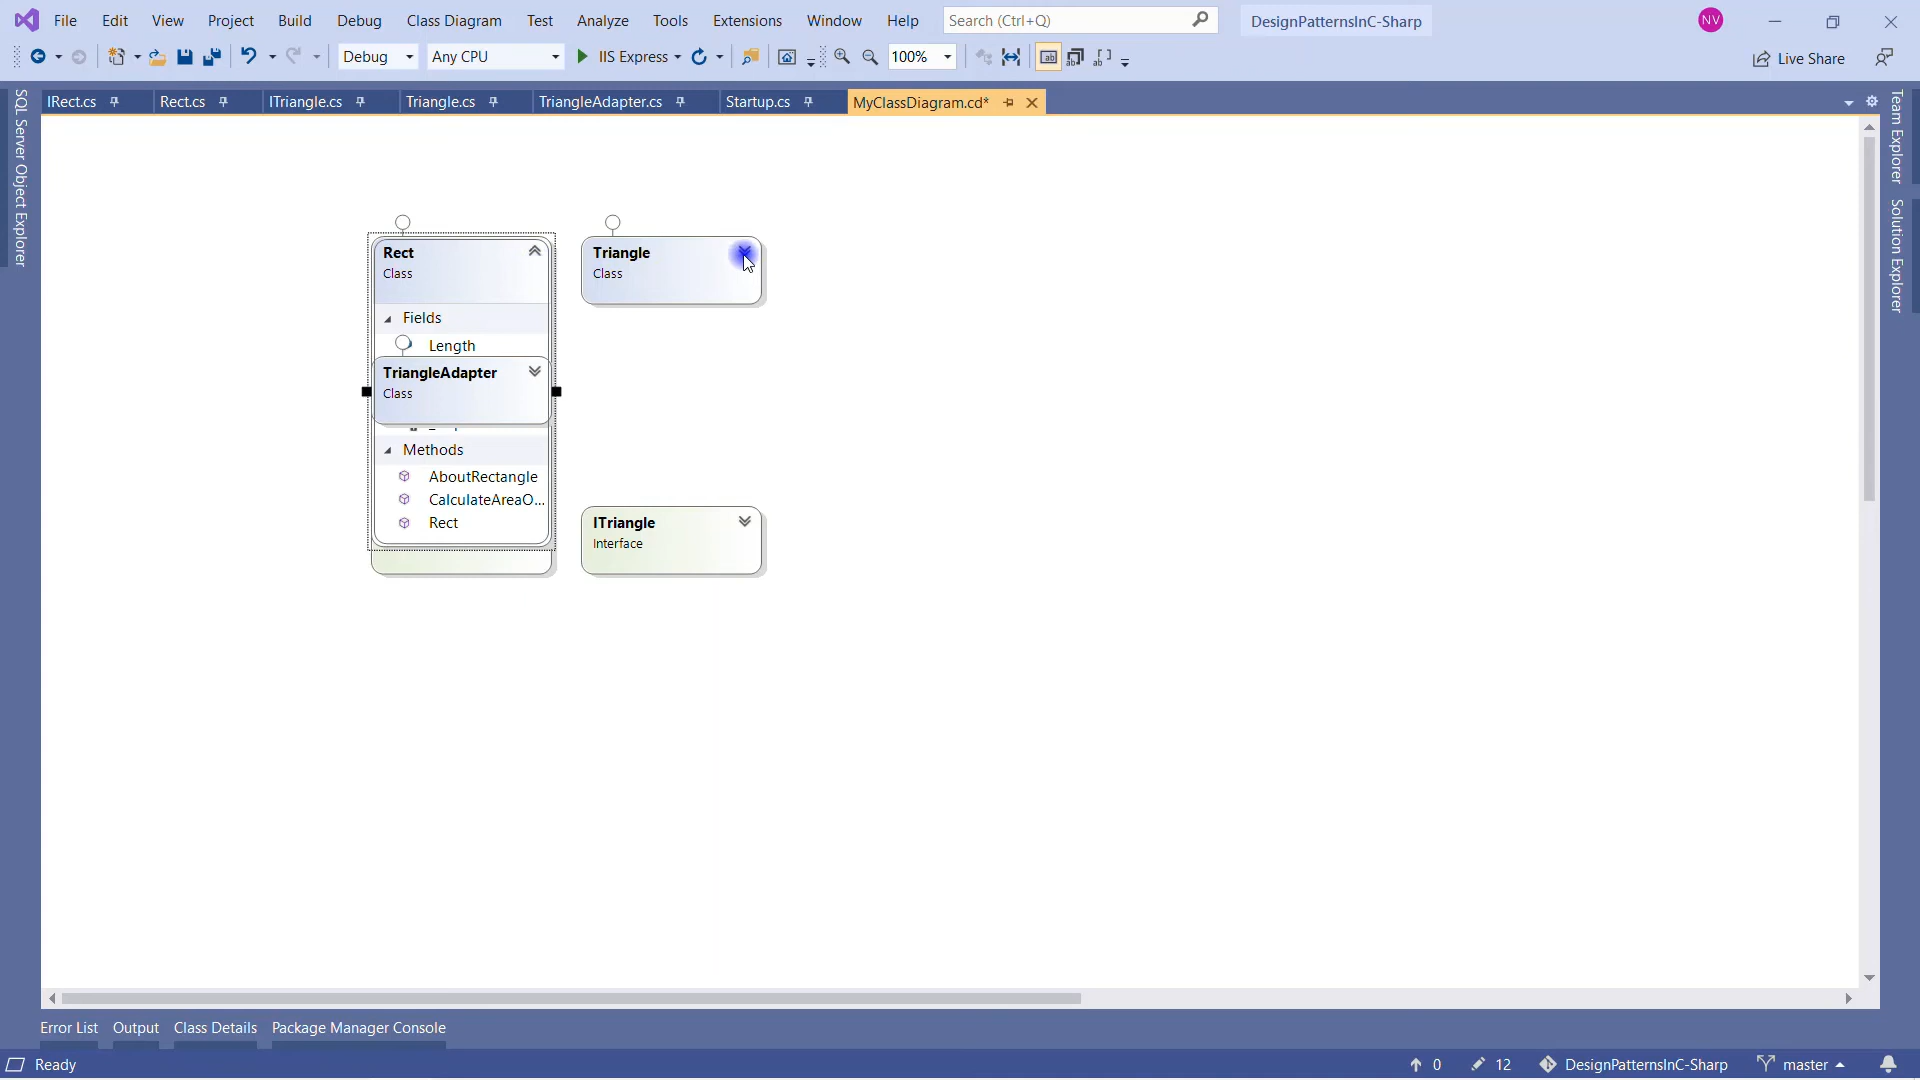 File Edit View Project Build Debug Class Diagram Test Analyze Tools Extensions Window Help Search (Ctrl+Q) DesignPatternsInC-Sharp NV
Debug Any CPU IIS Express 100% Live Share
IRect.cs Rect.cs ITriangle.cs Triangle.cs TriangleAdapter.cs Startup.cs MyClassDiagram.cd*
SQL Server Object Explorer
Team Explorer
Solution Explorer
Rect
Class
Fields
Length
TriangleAdapter
Class
Methods
AboutRectangle
CalculateAreaO...
Rect
Triangle
Class
ITriangle
Interface
Error List Output Class Details Package Manager Console
Ready 0 12 DesignPatternsInC-Sharp master